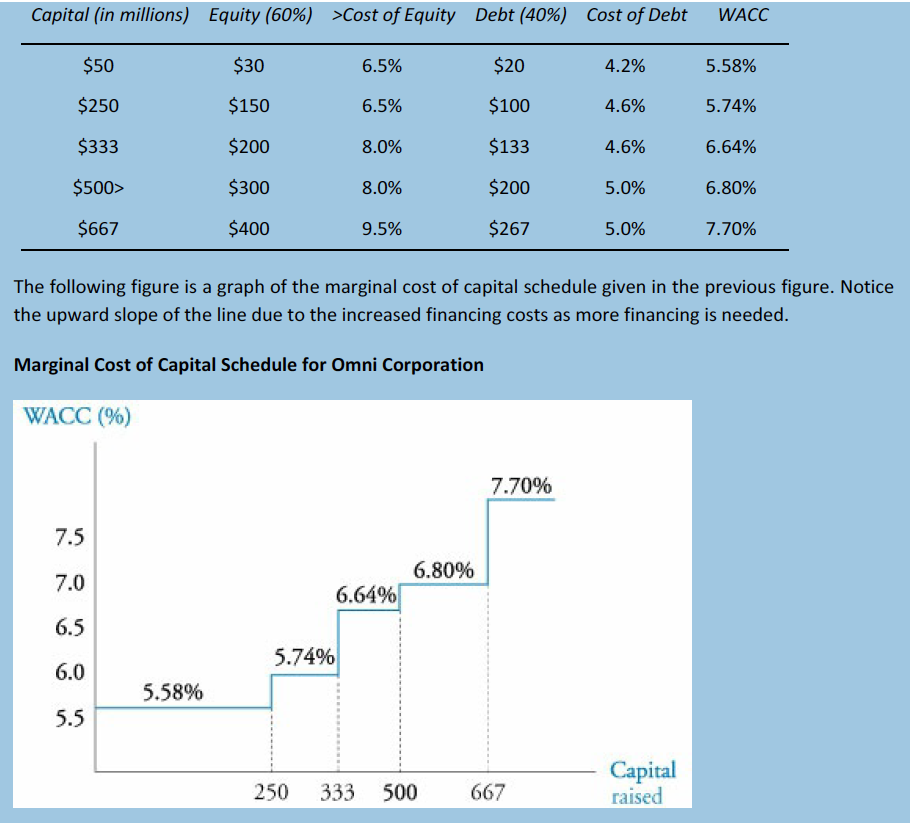 Capital (in millions) Equity (60%) >Cost of Equity Debt (40%) Cost of Debt WACC
$50 $30 6.5% $20 4.2% 5.58%
$250 $150 6.5% $100 4.6% 5.74%
$333 $200 8.0% $133 4.6% 6.64%
$500> $300 8.0% $200 5.0% 6.80%
$667 $400 9.5% $267 5.0% 7.70%
The following figure is a graph of the marginal cost of capital schedule given in the previous figure. Notice
the upward slope of the line due to the increased financing costs as more financing is needed.
Marginal Cost of Capital Schedule for Omni Corporation
WACC (%)
7.70%
7.5
6.80%
7.0
6.64%
6.5
5.74%
6.0
5.58%
5.5
Capital
250 333 500 667 raised